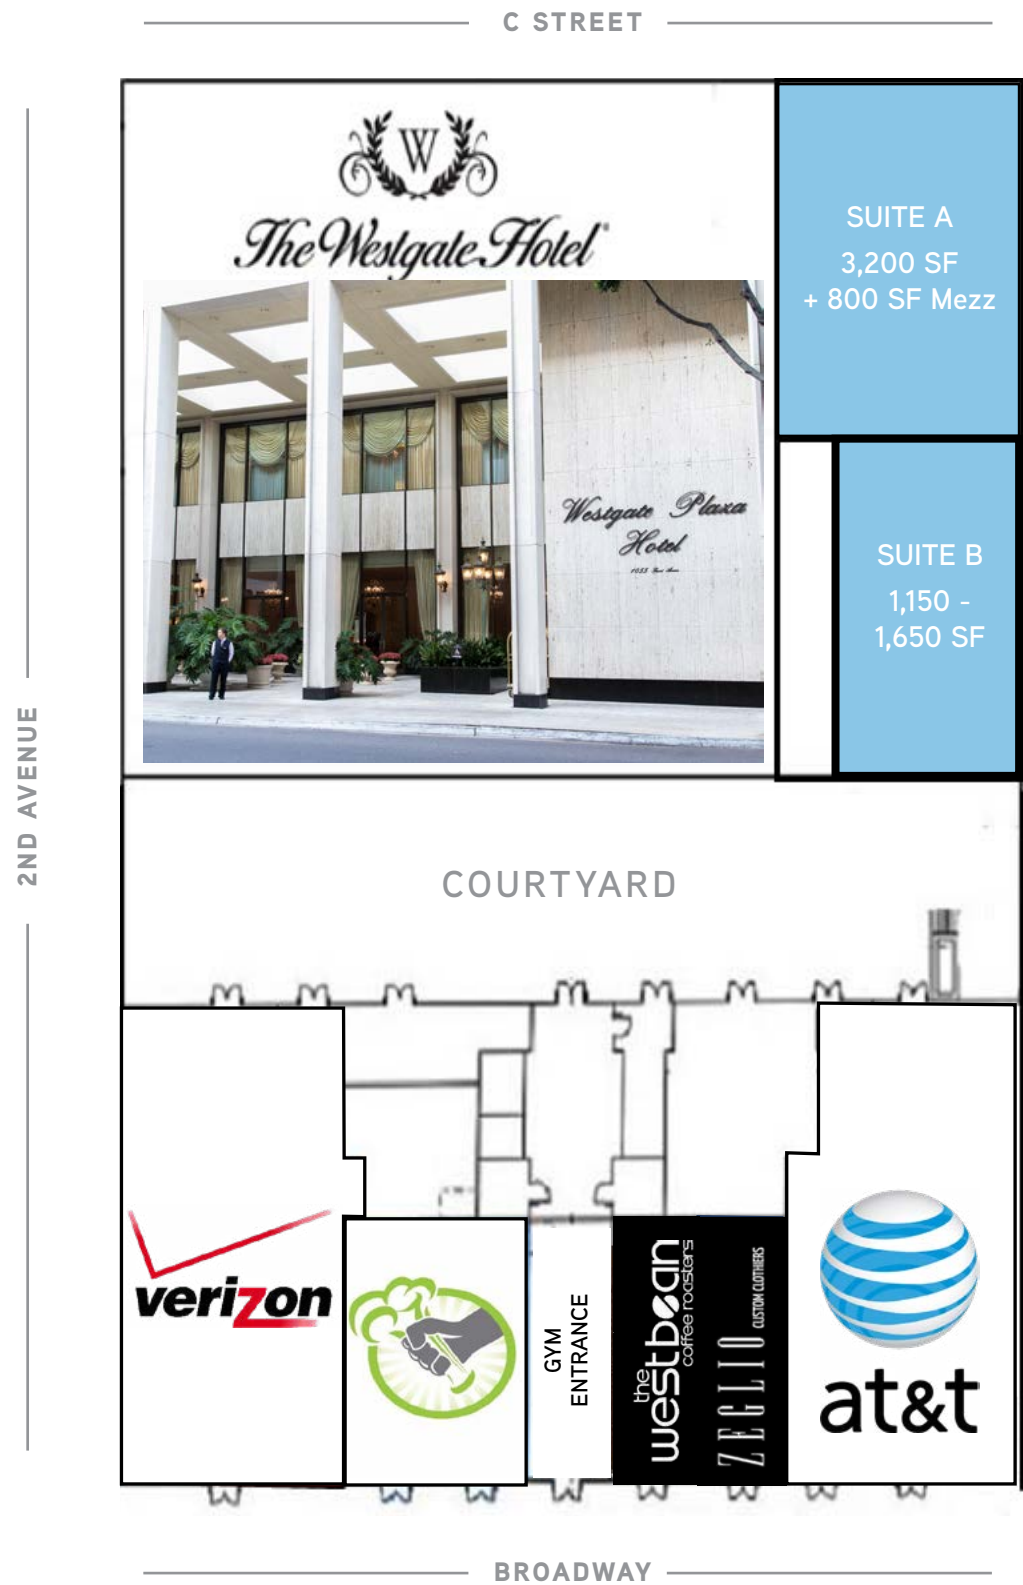 C STREET
W
The Westgate Hotel
SUITE A
3,200 SF
+ 800 SF Mezz
Westgate Plaza
Hotel
1055
SUITE B
1,150 -
1,650 SF
2ND AVENUE
COURTYARD
verizon
GYM
ENTRANCE
the
westbean
coffee roasters
ZEGLIO CUSTOM CLOTHIERS
at&t
BROADWAY